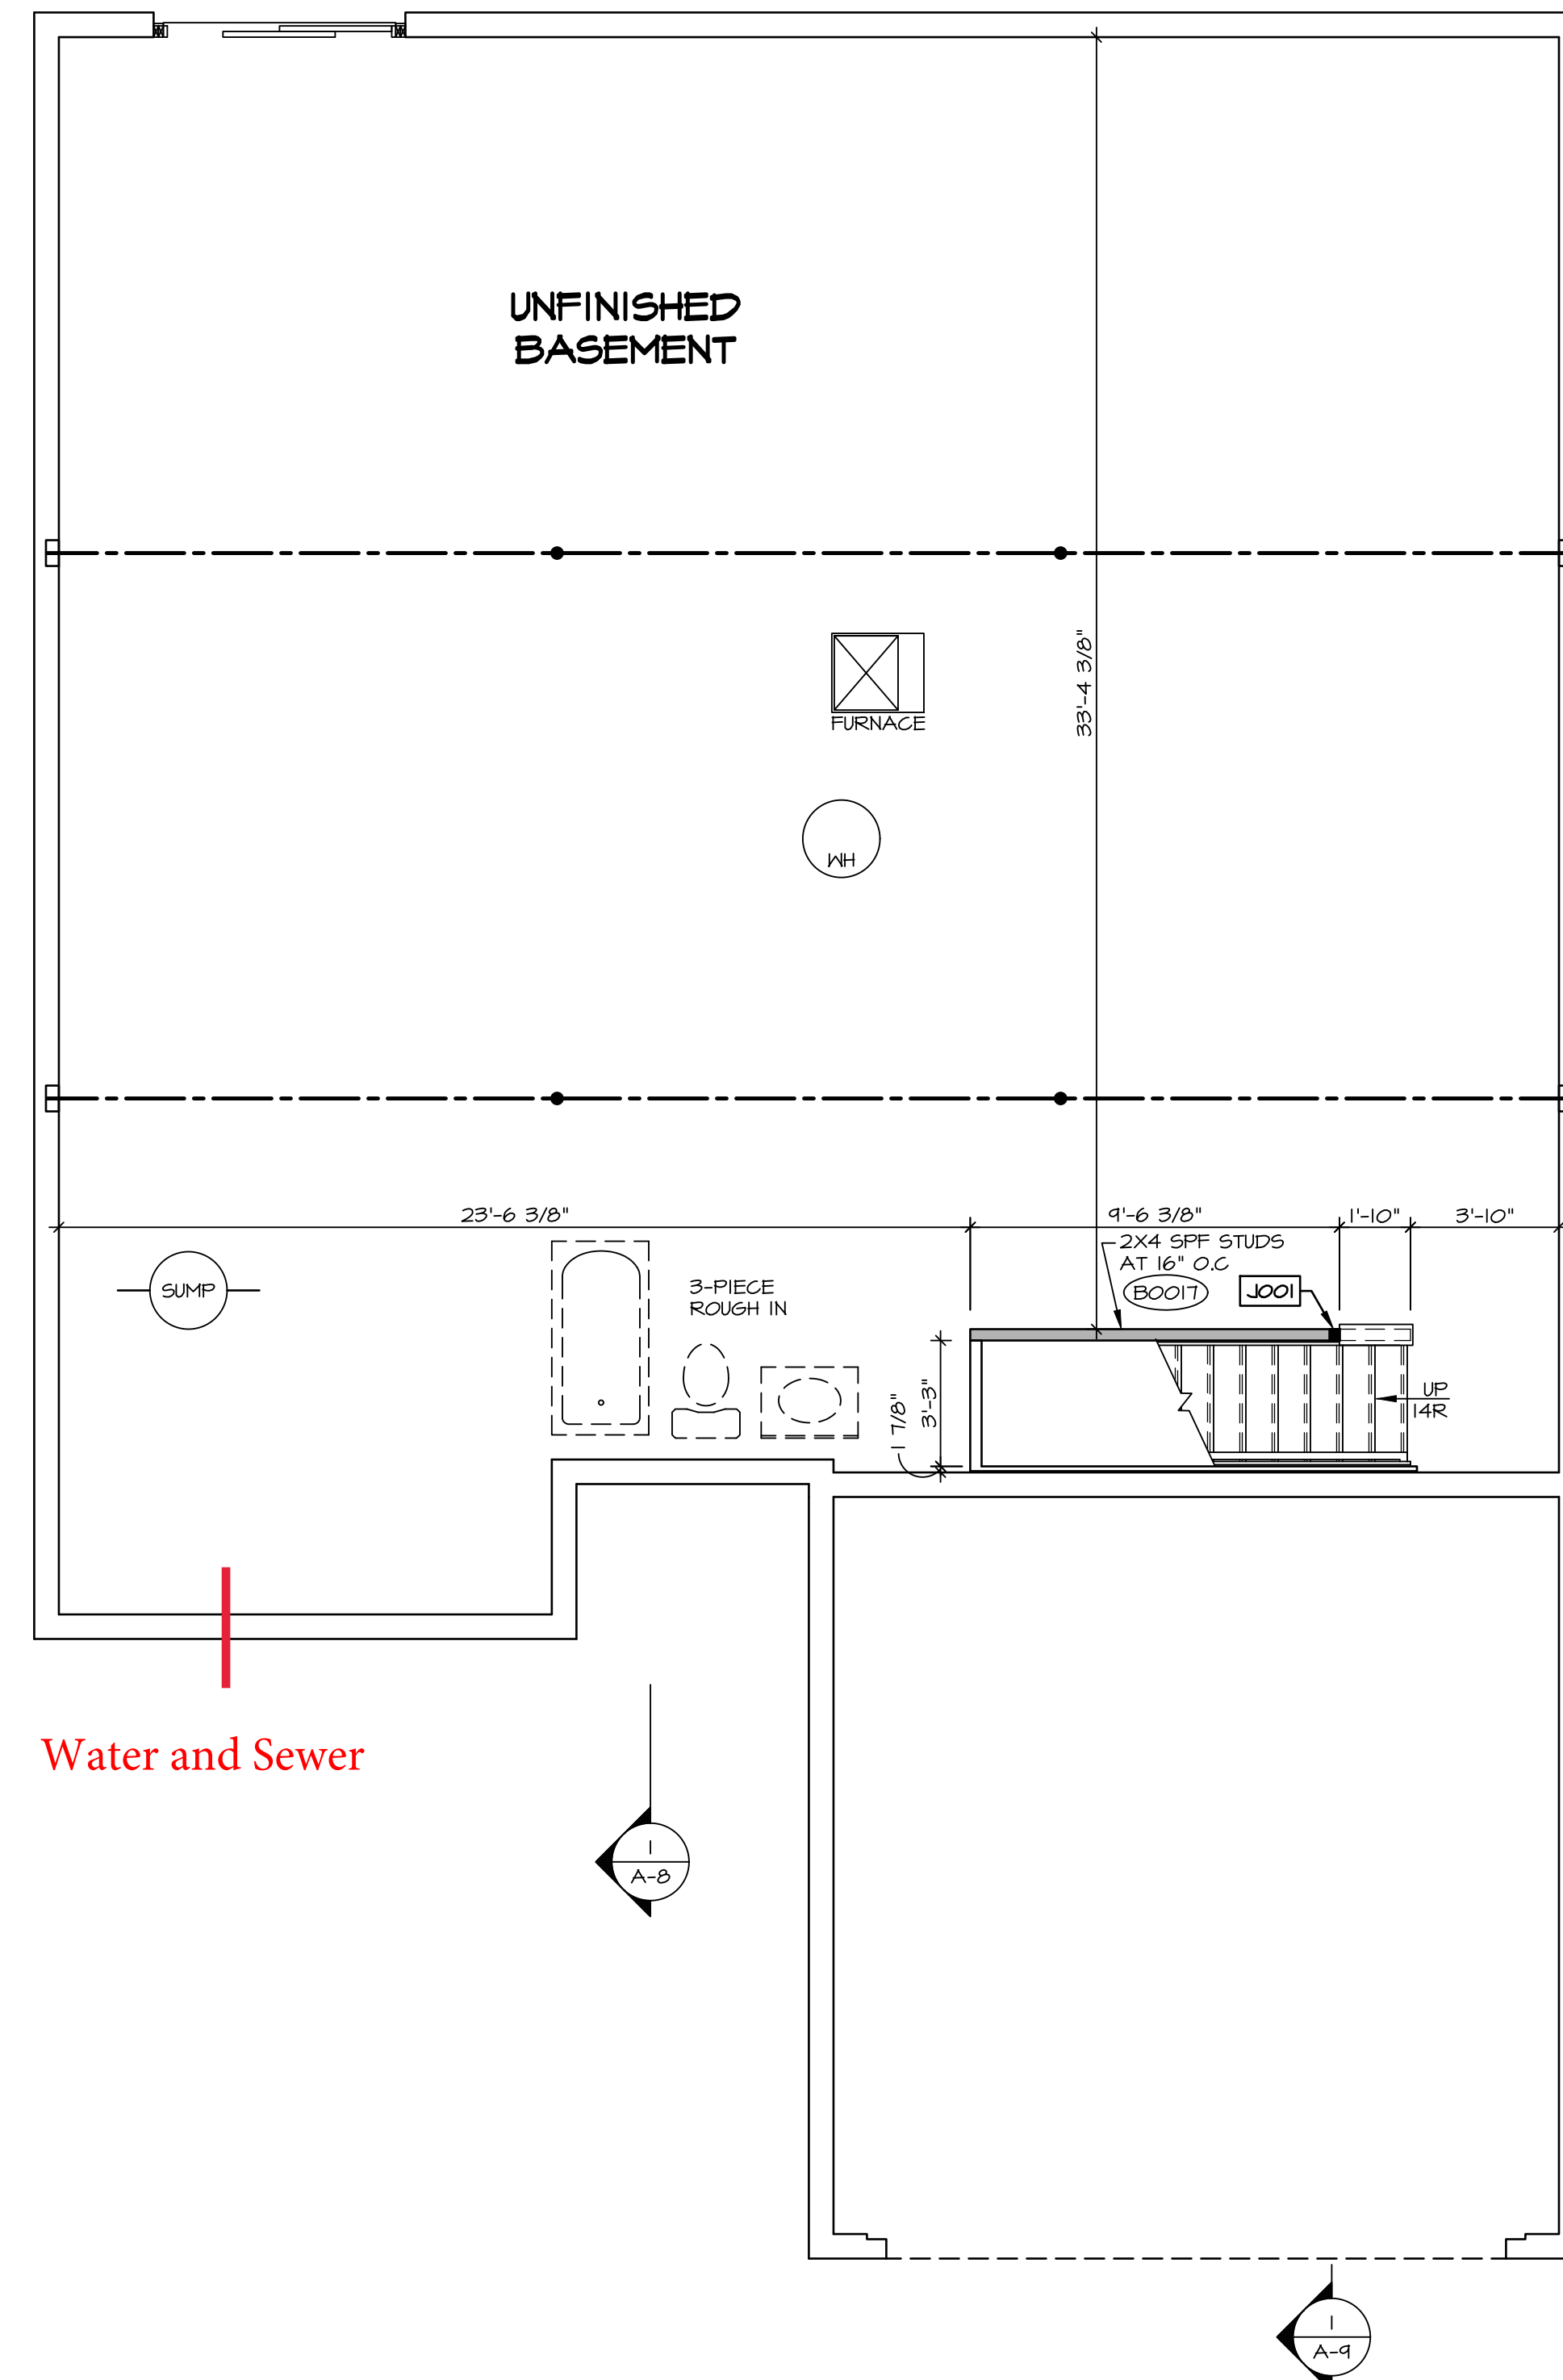 UNFINISHED
BASEMENT
33'-4 3/8"
FURNACE
WH
23'-6 3/8"
9'-6 3/8"
1'-10"
3'-10"
2X4 SPF STUDS
AT 16" O.C
B0017
J001
SUMP
3-PIECE
ROUGH IN
1 7/8"
3'-3"
UP
14R
Water and Sewer
1
A-8
1
A-9